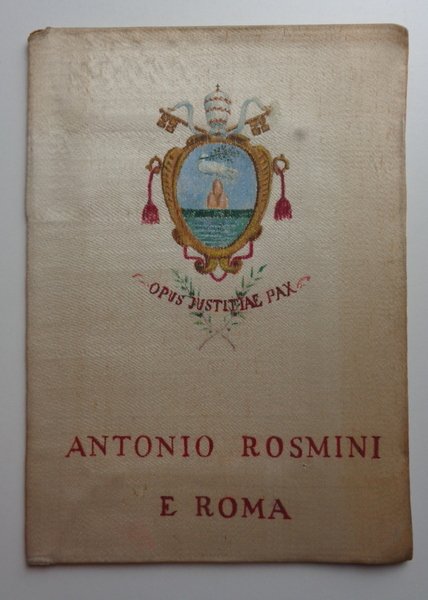 OPUS JUSTITIAE PAX
ANTONIO ROSMINI
E ROMA